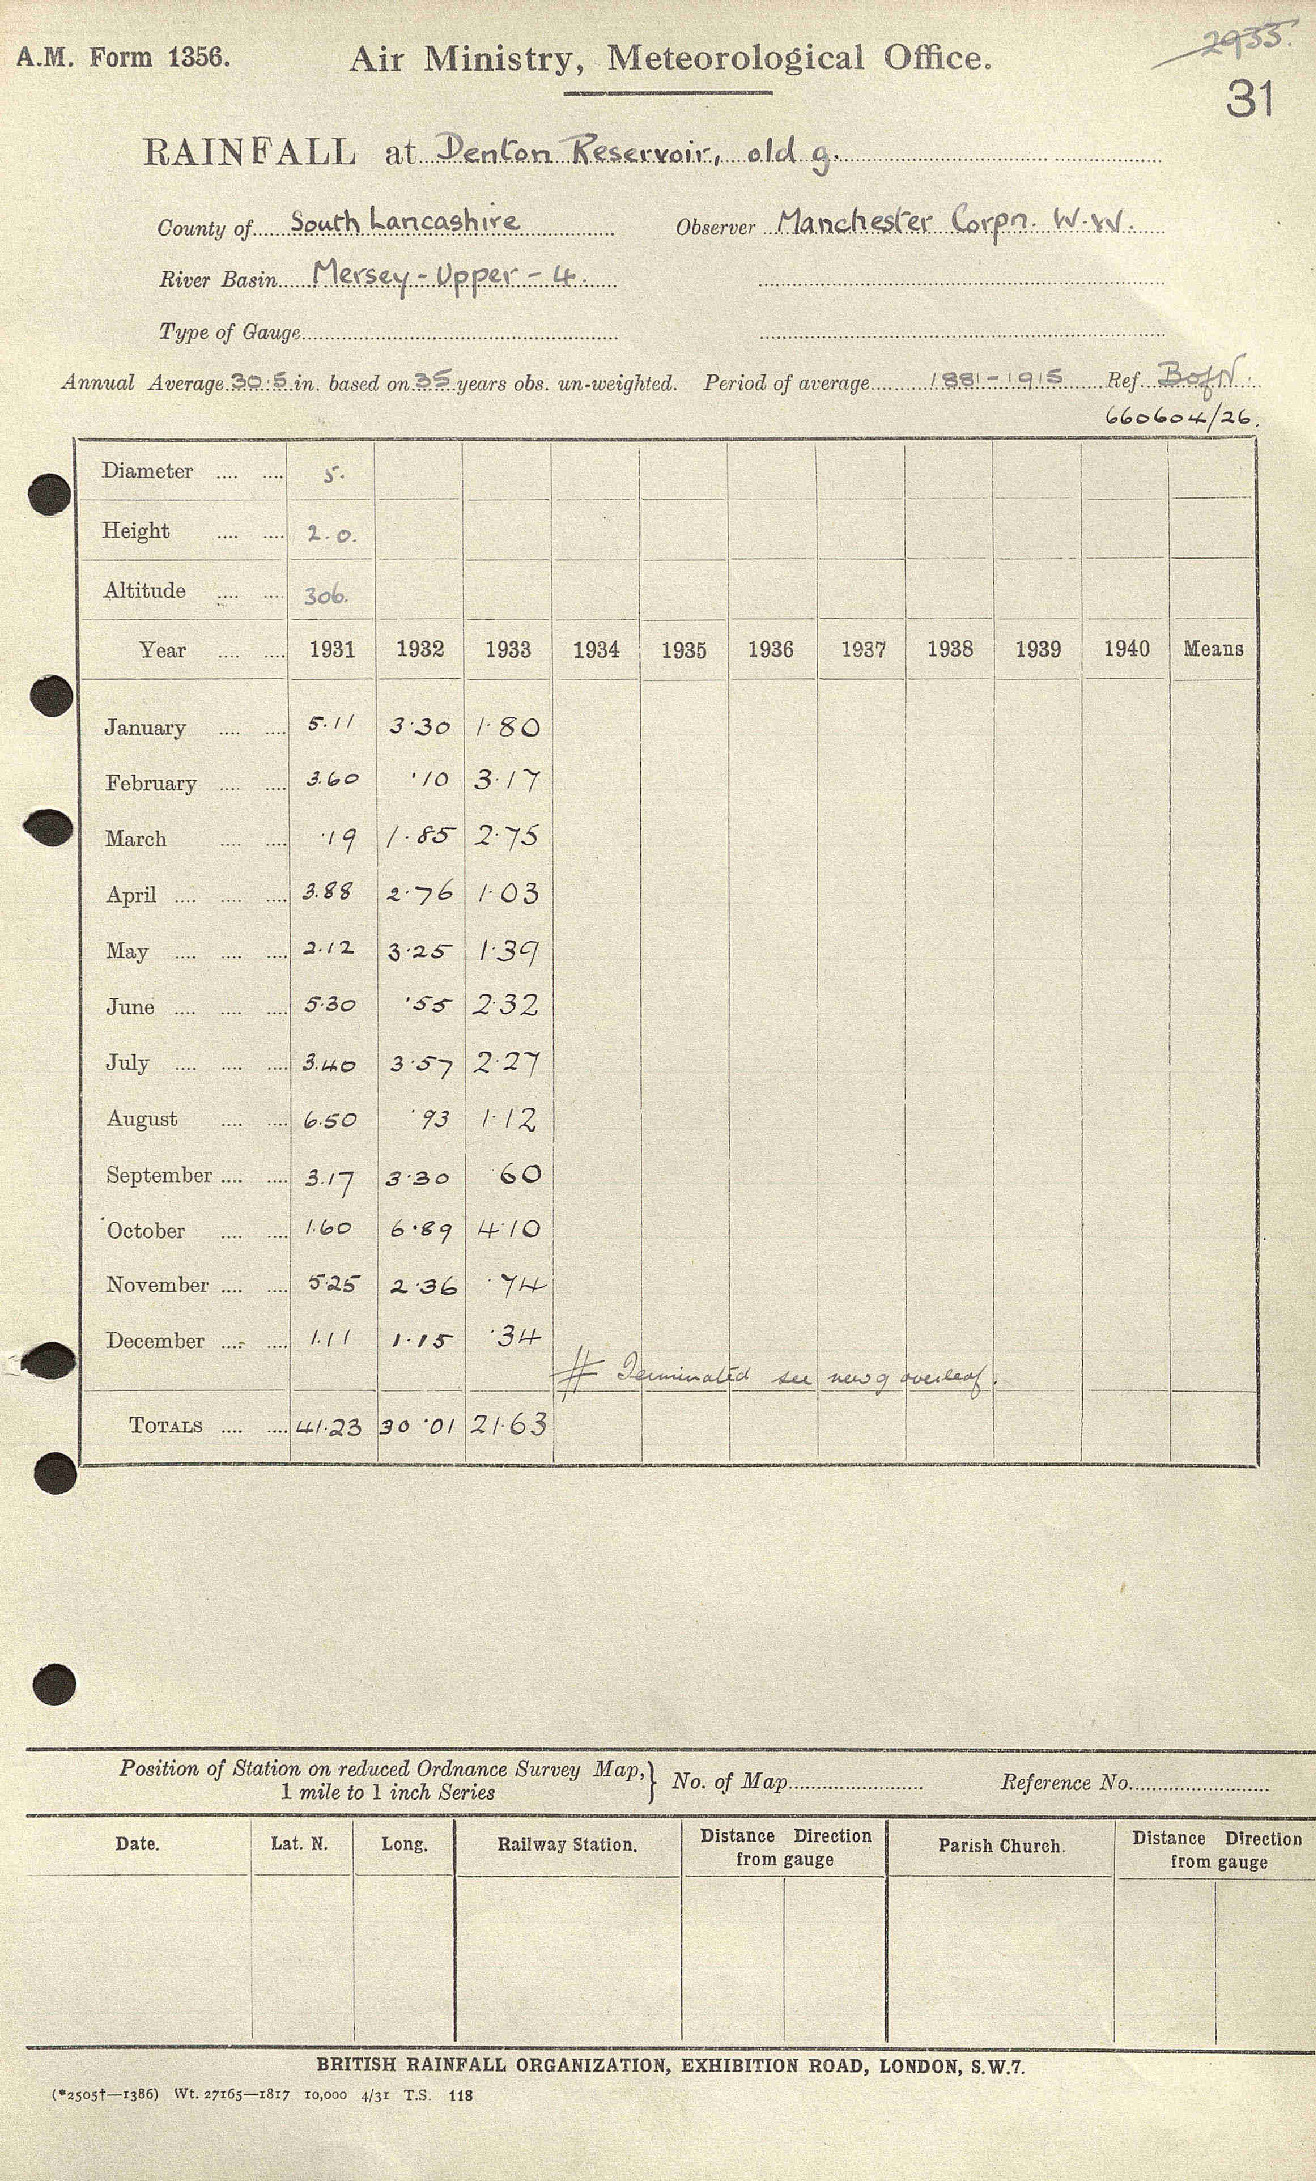 2933.
A.M. Form 1356. Air Ministry, Meteorological Office.
31
RAINFALL at Denton Reservoir, old g.
County of South Lancashire Observer Manchester Corpn. W.W.
River Basin Mersey-Upper-4.
Type of Gauge
Annual Average 30.5 in. based on 35 years obs. un-weighted. Period of average 1881-1915 Ref. B of N.
660604/26.
Diameter 5.
Height 2.0.
Altitude 306.
Year 1931 1932 1933 1934 1935 1936 1937 1938 1939 1940 Means
January 5.11 3.30 1.80
February 3.60 .10 3.17
March .19 1.85 2.75
April 3.88 2.76 1.03
May 2.12 3.25 1.39
June 5.30 .55 2.32
July 3.40 3.57 2.27
August 6.50 .93 1.12
September 3.17 3.30 .60
October 1.60 6.89 4.10
November 5.25 2.36 .74
December 1.11 1.15 .34
# Terminated see new g overleaf.
TOTALS 41.23 30.01 21.63
Position of Station on reduced Ordnance Survey Map,
1 mile to 1 inch Series } No. of Map Reference No.
Date. Lat. N. Long. Railway Station. Distance Direction from gauge Parish Church. Distance Direction from gauge
BRITISH RAINFALL ORGANIZATION, EXHIBITION ROAD, LONDON, S.W.7.
(*2505†—1386) Wt. 27165—1817 10,000 4/31 T.S. 118